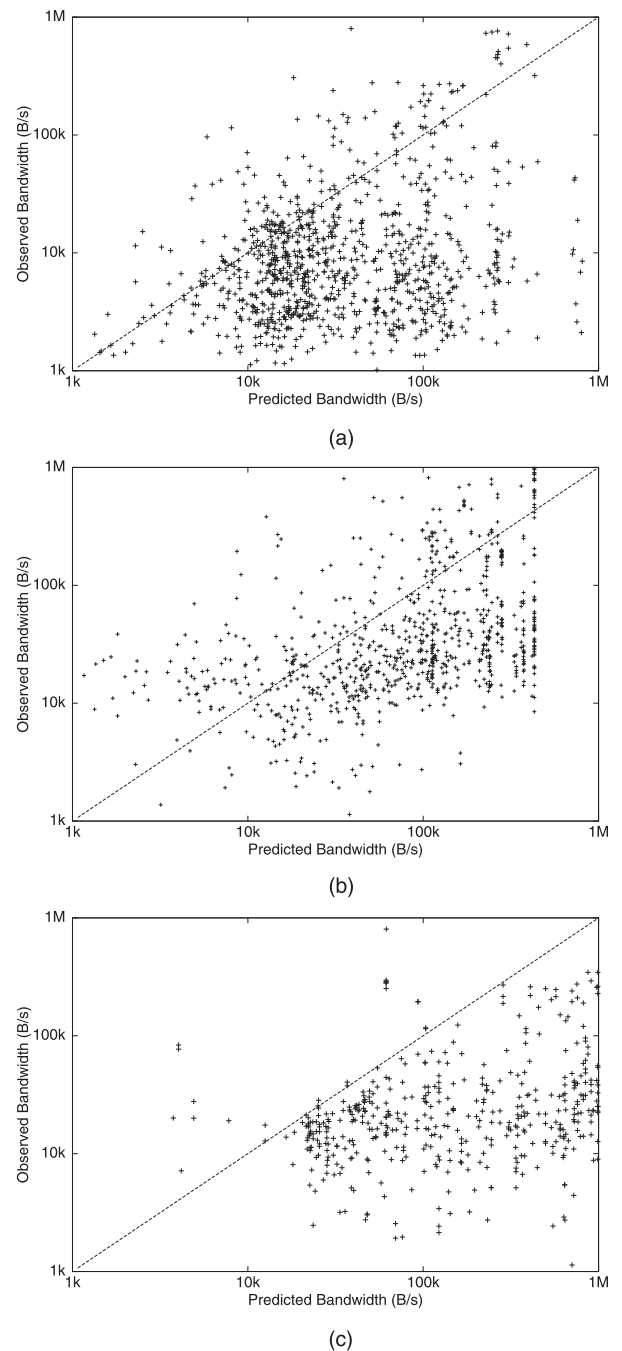 1M
100k
10k
1k
Observed Bandwidth (B/s)
1k 10k 100k 1M
Predicted Bandwidth (B/s)
(a)
1M
100k
10k
1k
Observed Bandwidth (B/s)
1k 10k 100k 1M
Predicted Bandwidth (B/s)
(b)
1M
100k
10k
1k
Observed Bandwidth (B/s)
1k 10k 100k 1M
Predicted Bandwidth (B/s)
(c)